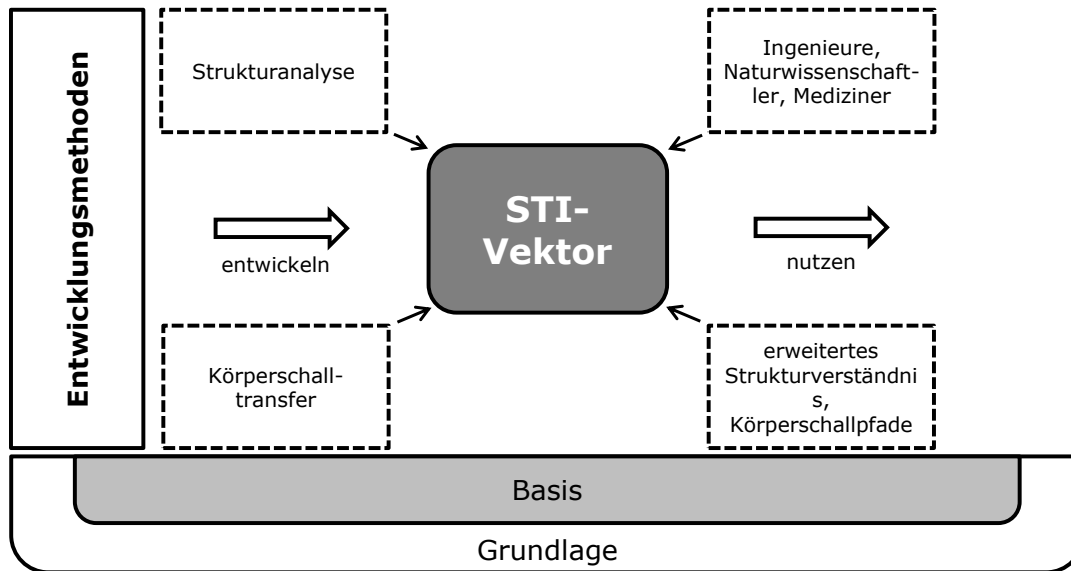 Entwicklungsmethoden
Strukturanalyse
Ingenieure,
Naturwissenschaft-
ler, Mediziner
STI-
Vektor
entwickeln
nutzen
Körperschall-
transfer
erweitertes
Strukturverständni
s,
Körperschallpfade
Basis
Grundlage